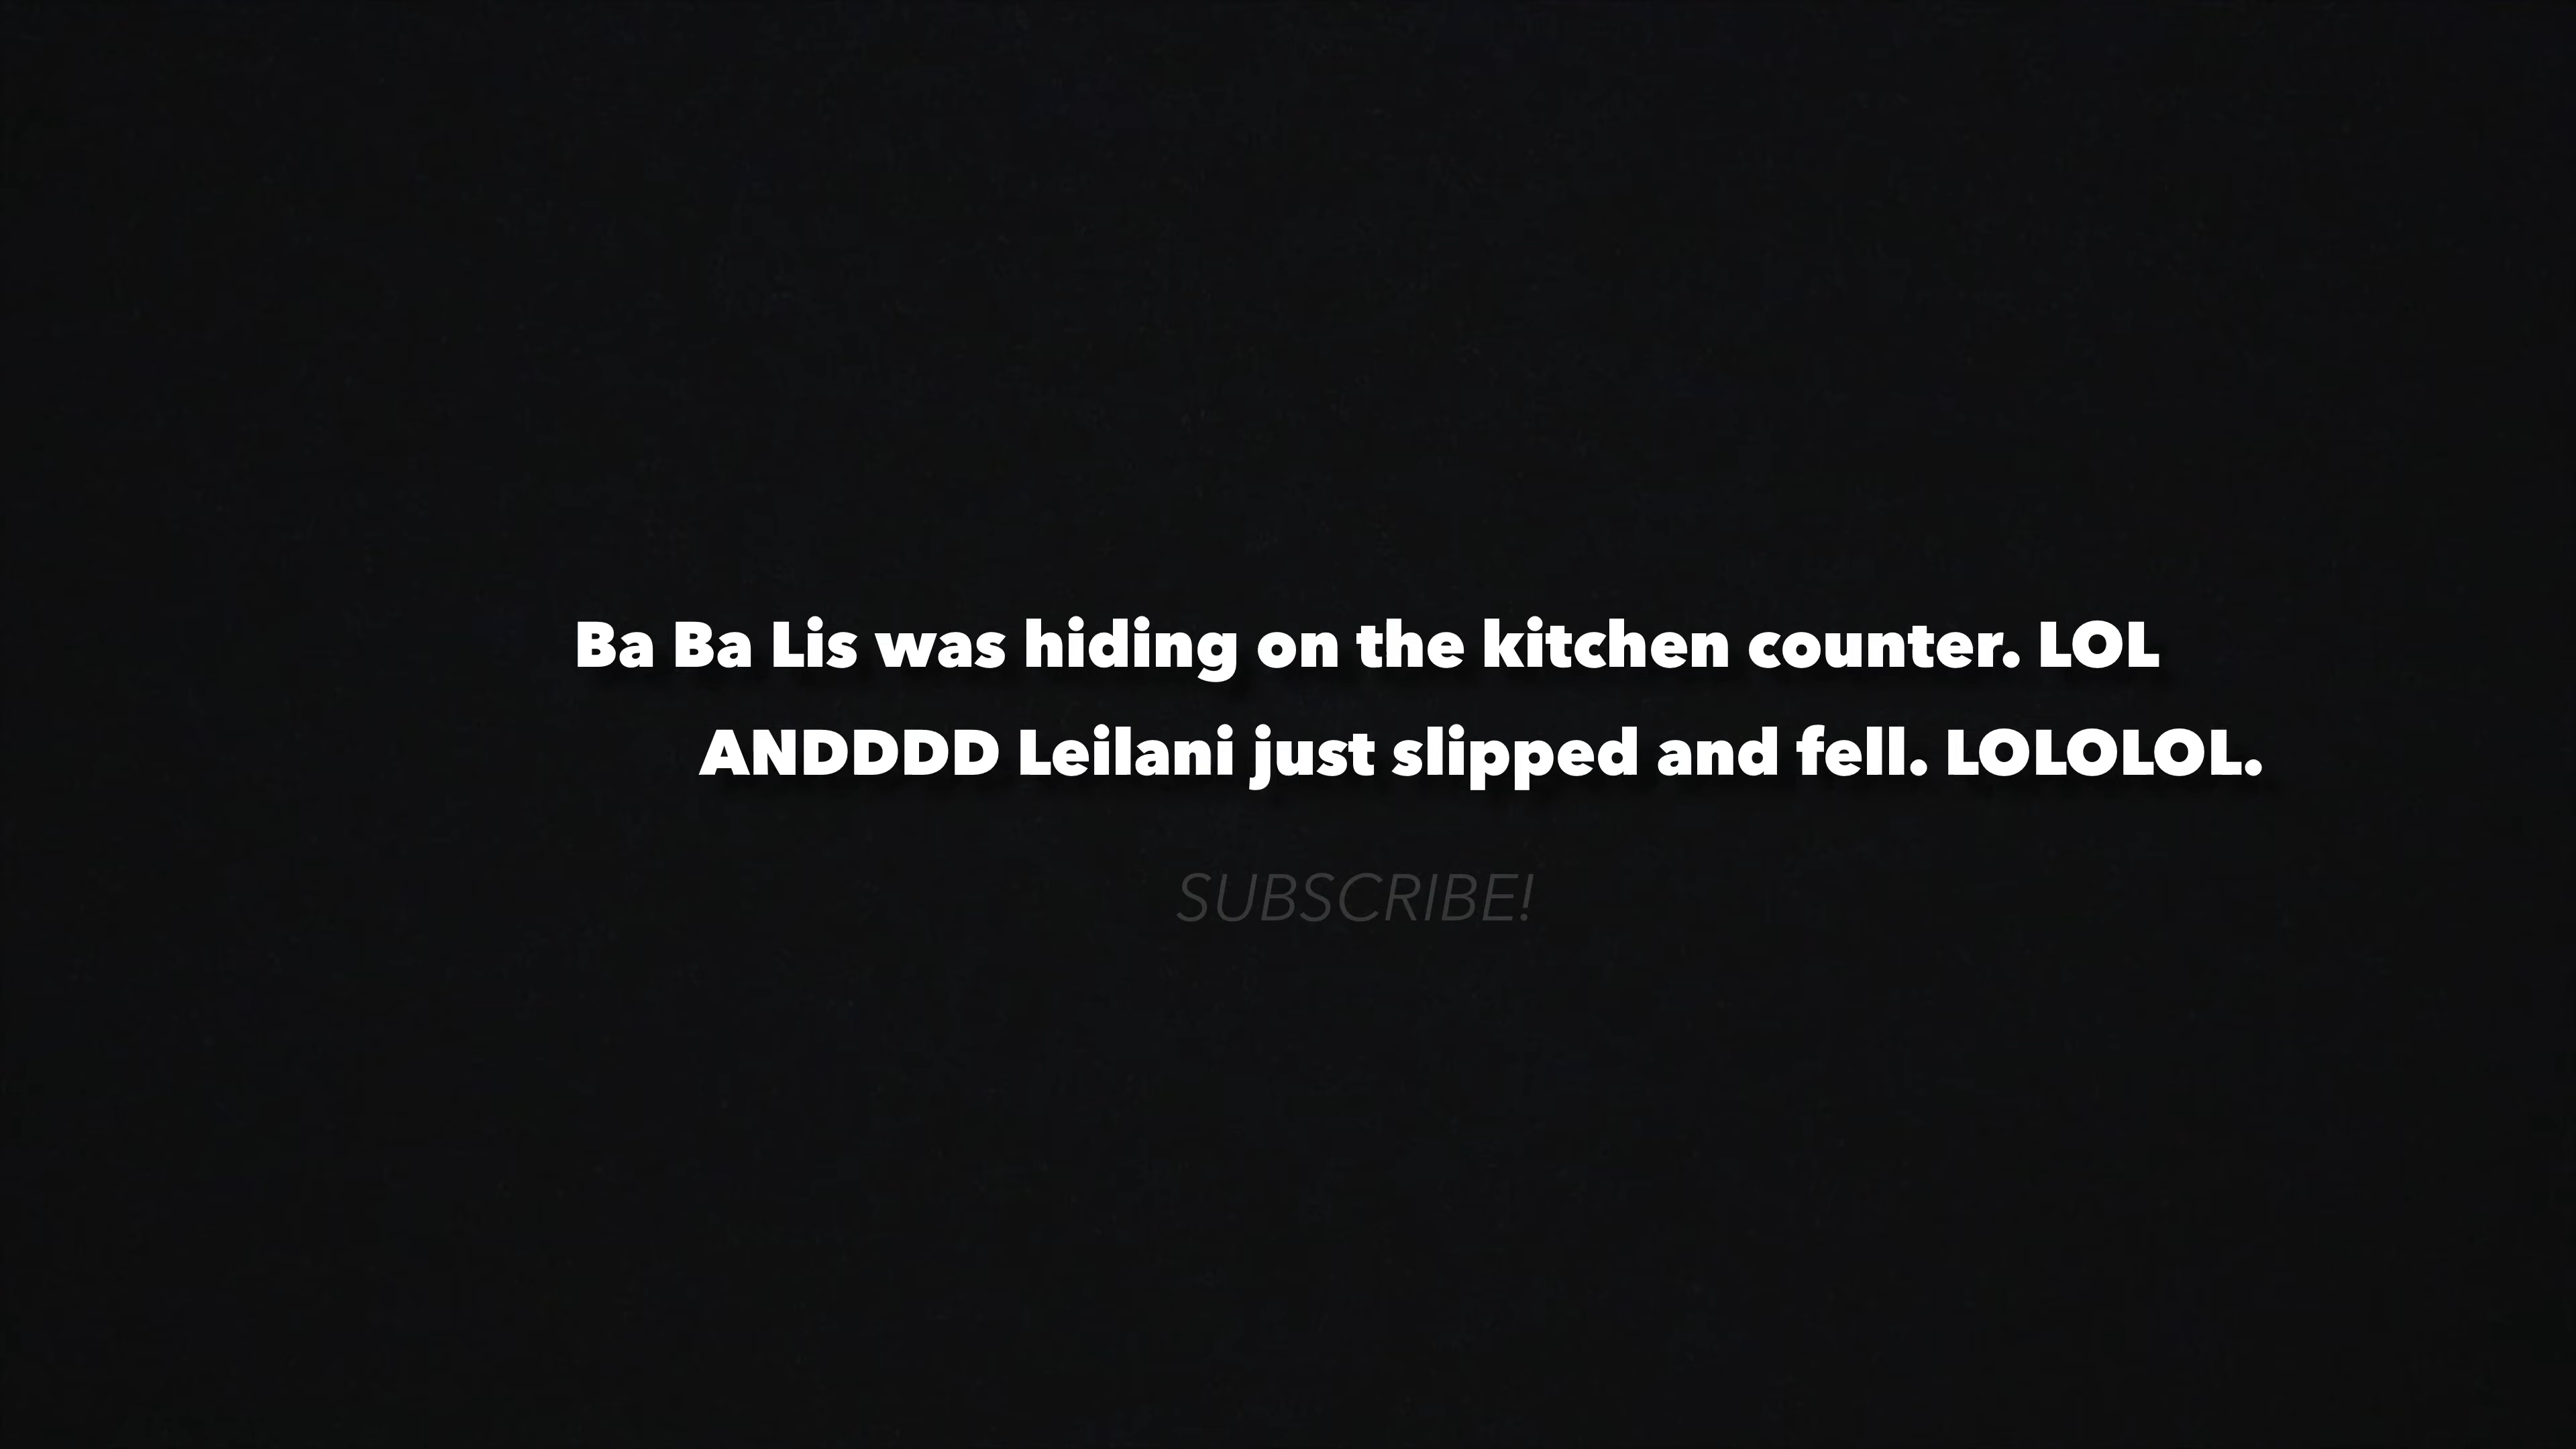 Ba Ba Lis was hiding on the kitchen counter. LOL
ANDDDD Leilani just slipped and fell. LOLOLOL.
SUBSCRIBE!